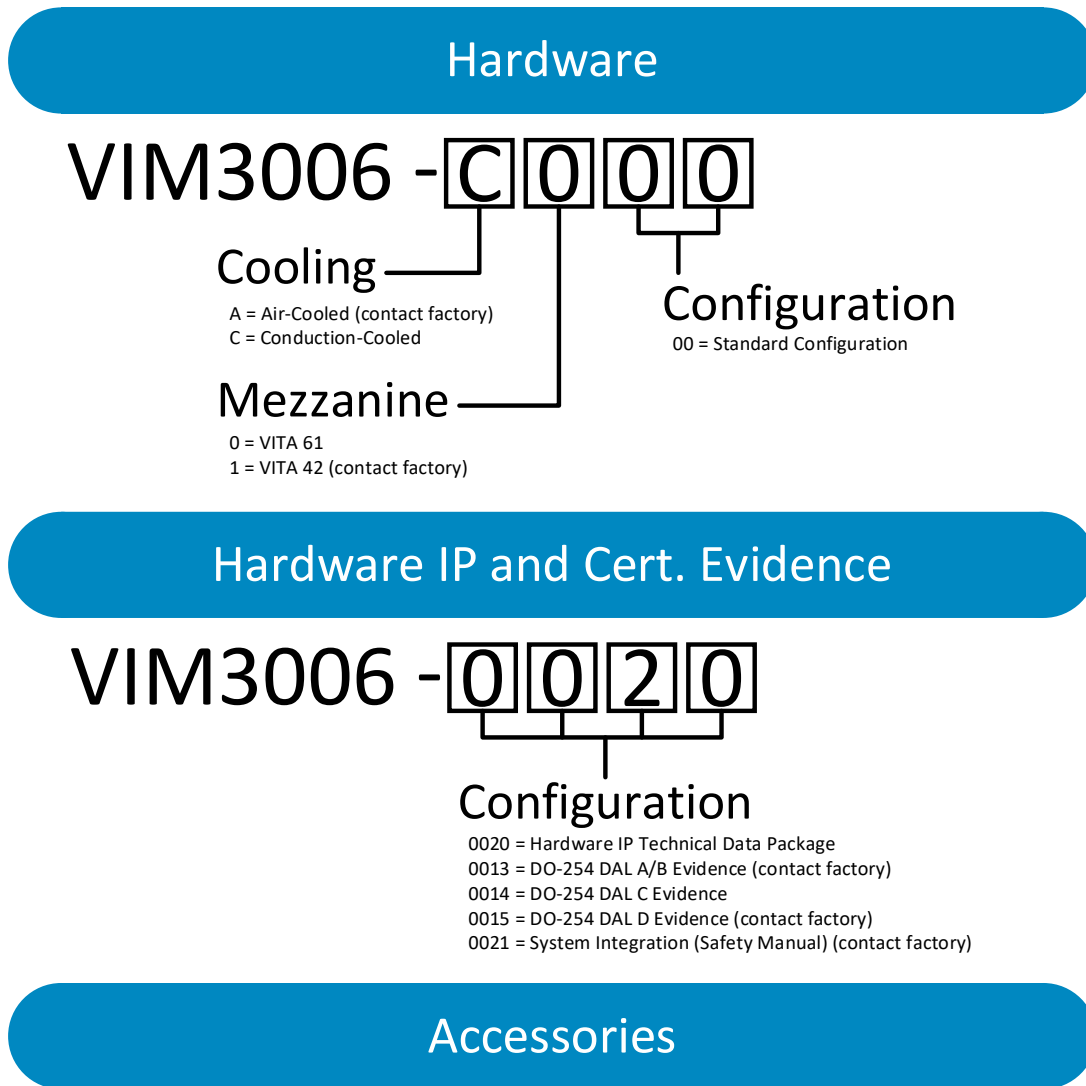 Hardware
VIM3006 -C000
Cooling
A = Air-Cooled (contact factory)
C = Conduction-Cooled
Configuration
00 = Standard Configuration
Mezzanine
0 = VITA 61
1 = VITA 42 (contact factory)
Hardware IP and Cert. Evidence
VIM3006 -0020
Configuration
0020 = Hardware IP Technical Data Package
0013 = DO-254 DAL A/B Evidence (contact factory)
0014 = DO-254 DAL C Evidence
0015 = DO-254 DAL D Evidence (contact factory)
0021 = System Integration (Safety Manual) (contact factory)
Accessories